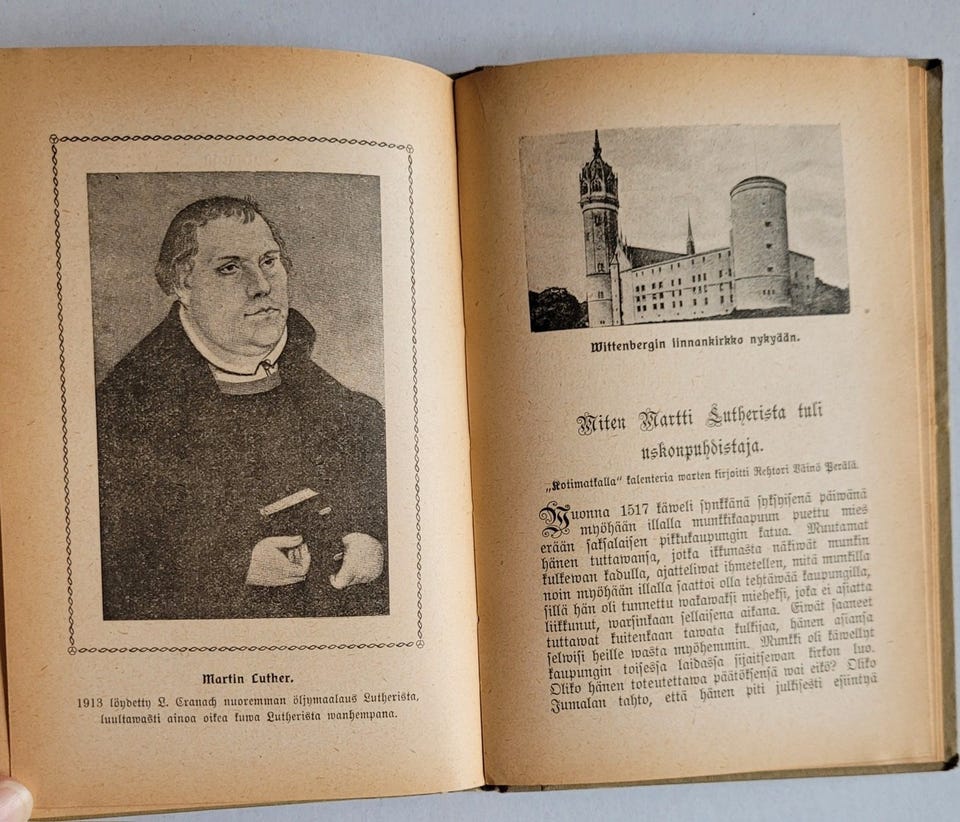 Martin Luther.
1913 löydetty L. Cranach nuoremman öljymaalaus Lutherista,
luultawasti ainoa oikea kuwa Lutherista wanhempana.
Wittenbergin linnankirkko nykyään.
Miten Martti Lutherista tuli
uskonpuhdistaja.
„Kotimatkalla“ kalenteria warten kirjoitti Rehtori Väinö Perälä.
Nuonna 1517 käweli synkkänä syksyisenä päiwänä
myöhään illalla munkkikaapuun puettu mies
erään saksalaisen pikkukaupungin katua. Muutamat
hänen tuttawansa, jotka ikkunasta näkiwät munkin
kulkewan kadulla, ajatteliwat ihmetellen, mitä munkilla
noin myöhään illalla saattoi olla tehtäwää kaupungilla,
sillä hän oli tunnettu wakawaksi mieheksi, joka ei asiatta
liikkunut, warsinkaan sellaisena aikana. Eiwät saaneet
tuttawat kuitenkaan tawata kulkijaa, hänen asiansa
selwisi heille wasta myöhemmin. Munkki oli käwellyt
kaupungin toisessa laidassa sijaitsewan kirkon luo.
Oliko hänen toteutettawa päätöksensä wai eikö? Oliko
Jumalan tahto, että hänen piti julkisesti esiintyä